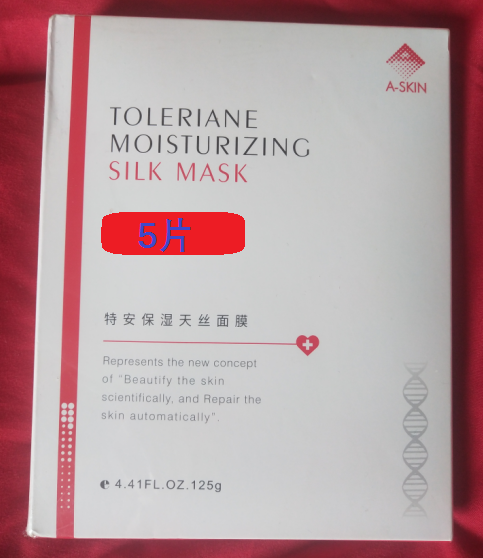 A-SKIN
TOLERIANE
MOISTURIZING
SILK MASK
5片
特安保湿天丝面膜
Represents the new concept
of "Beautify the skin
scientifically, and Repair the
skin automatically".
℮ 4.41FL.OZ.125g